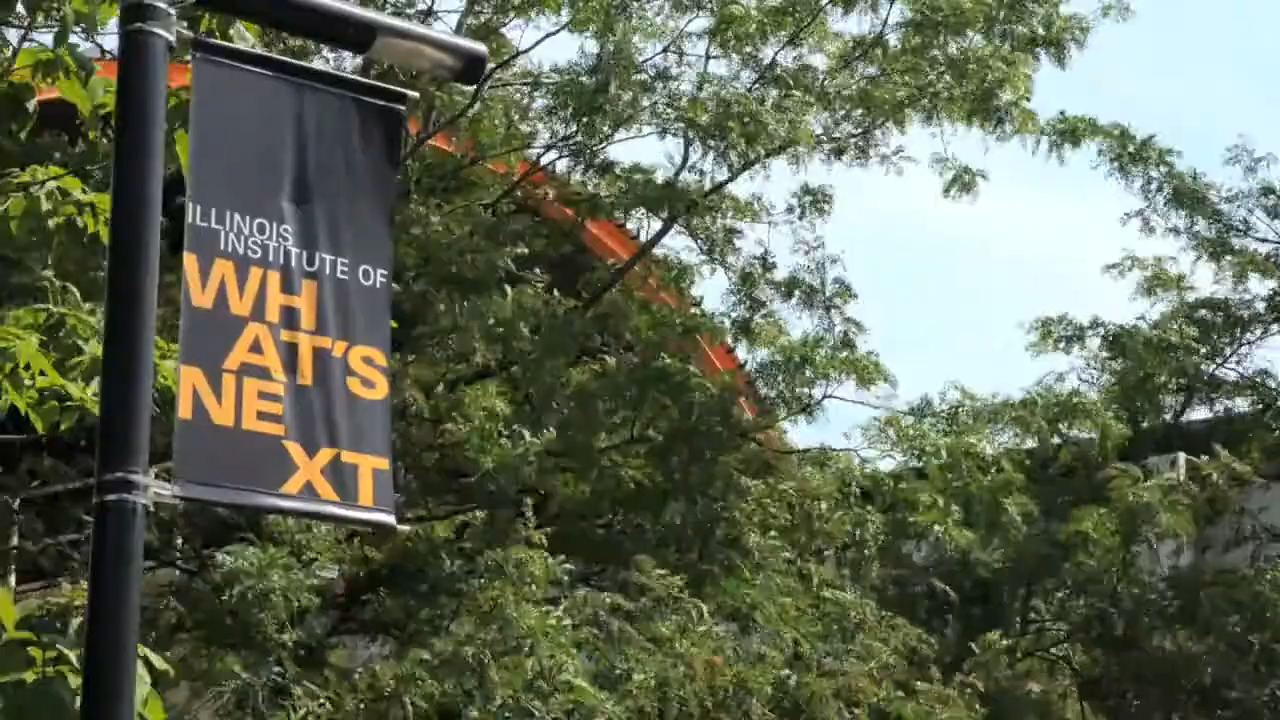 ILLINOIS
INSTITUTE OF
WH
AT'S
NE
XT